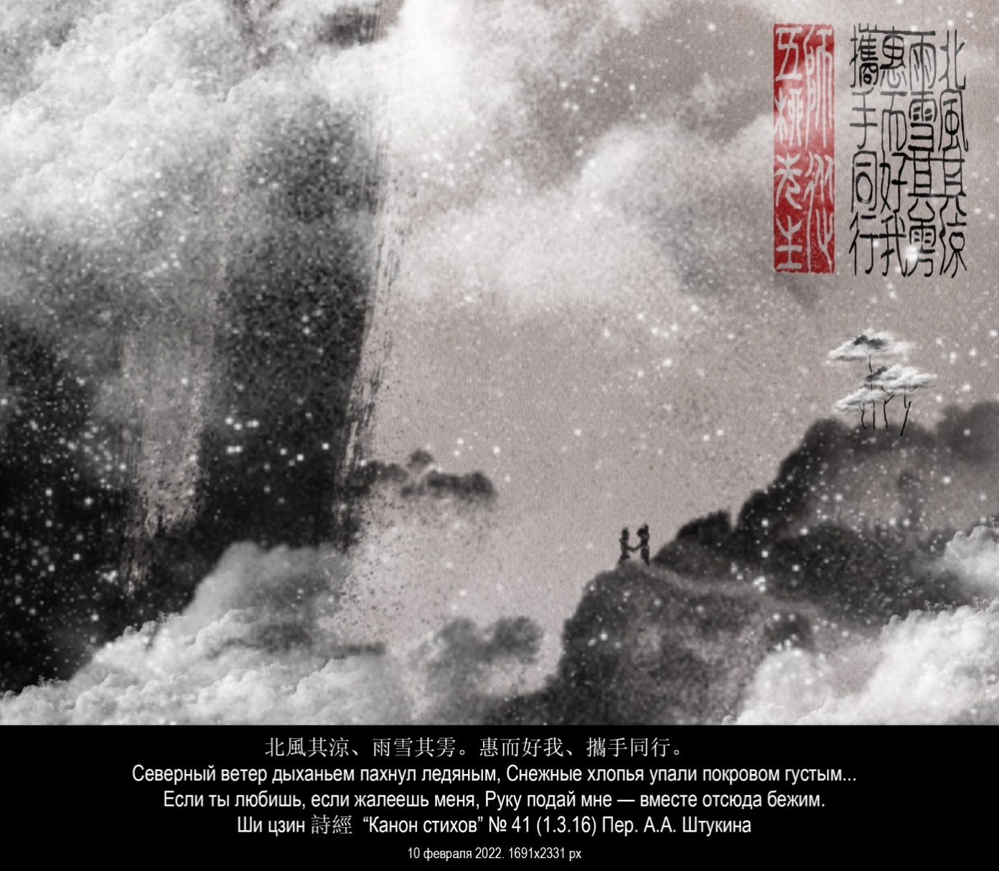 北風其涼
雨雪其雱
惠而好我
攜手同行
五極先生
北風其涼、雨雪其雱。惠而好我、攜手同行。
Северный ветер дыханьем пахнул ледяным, Снежные хлопья упали покровом густым...
Если ты любишь, если жалеешь меня, Руку подай мне — вместе отсюда бежим.
Ши цзин 詩經 “Канон стихов” № 41 (1.3.16) Пер. А.А. Штукина
10 февраля 2022. 1691x2331 px